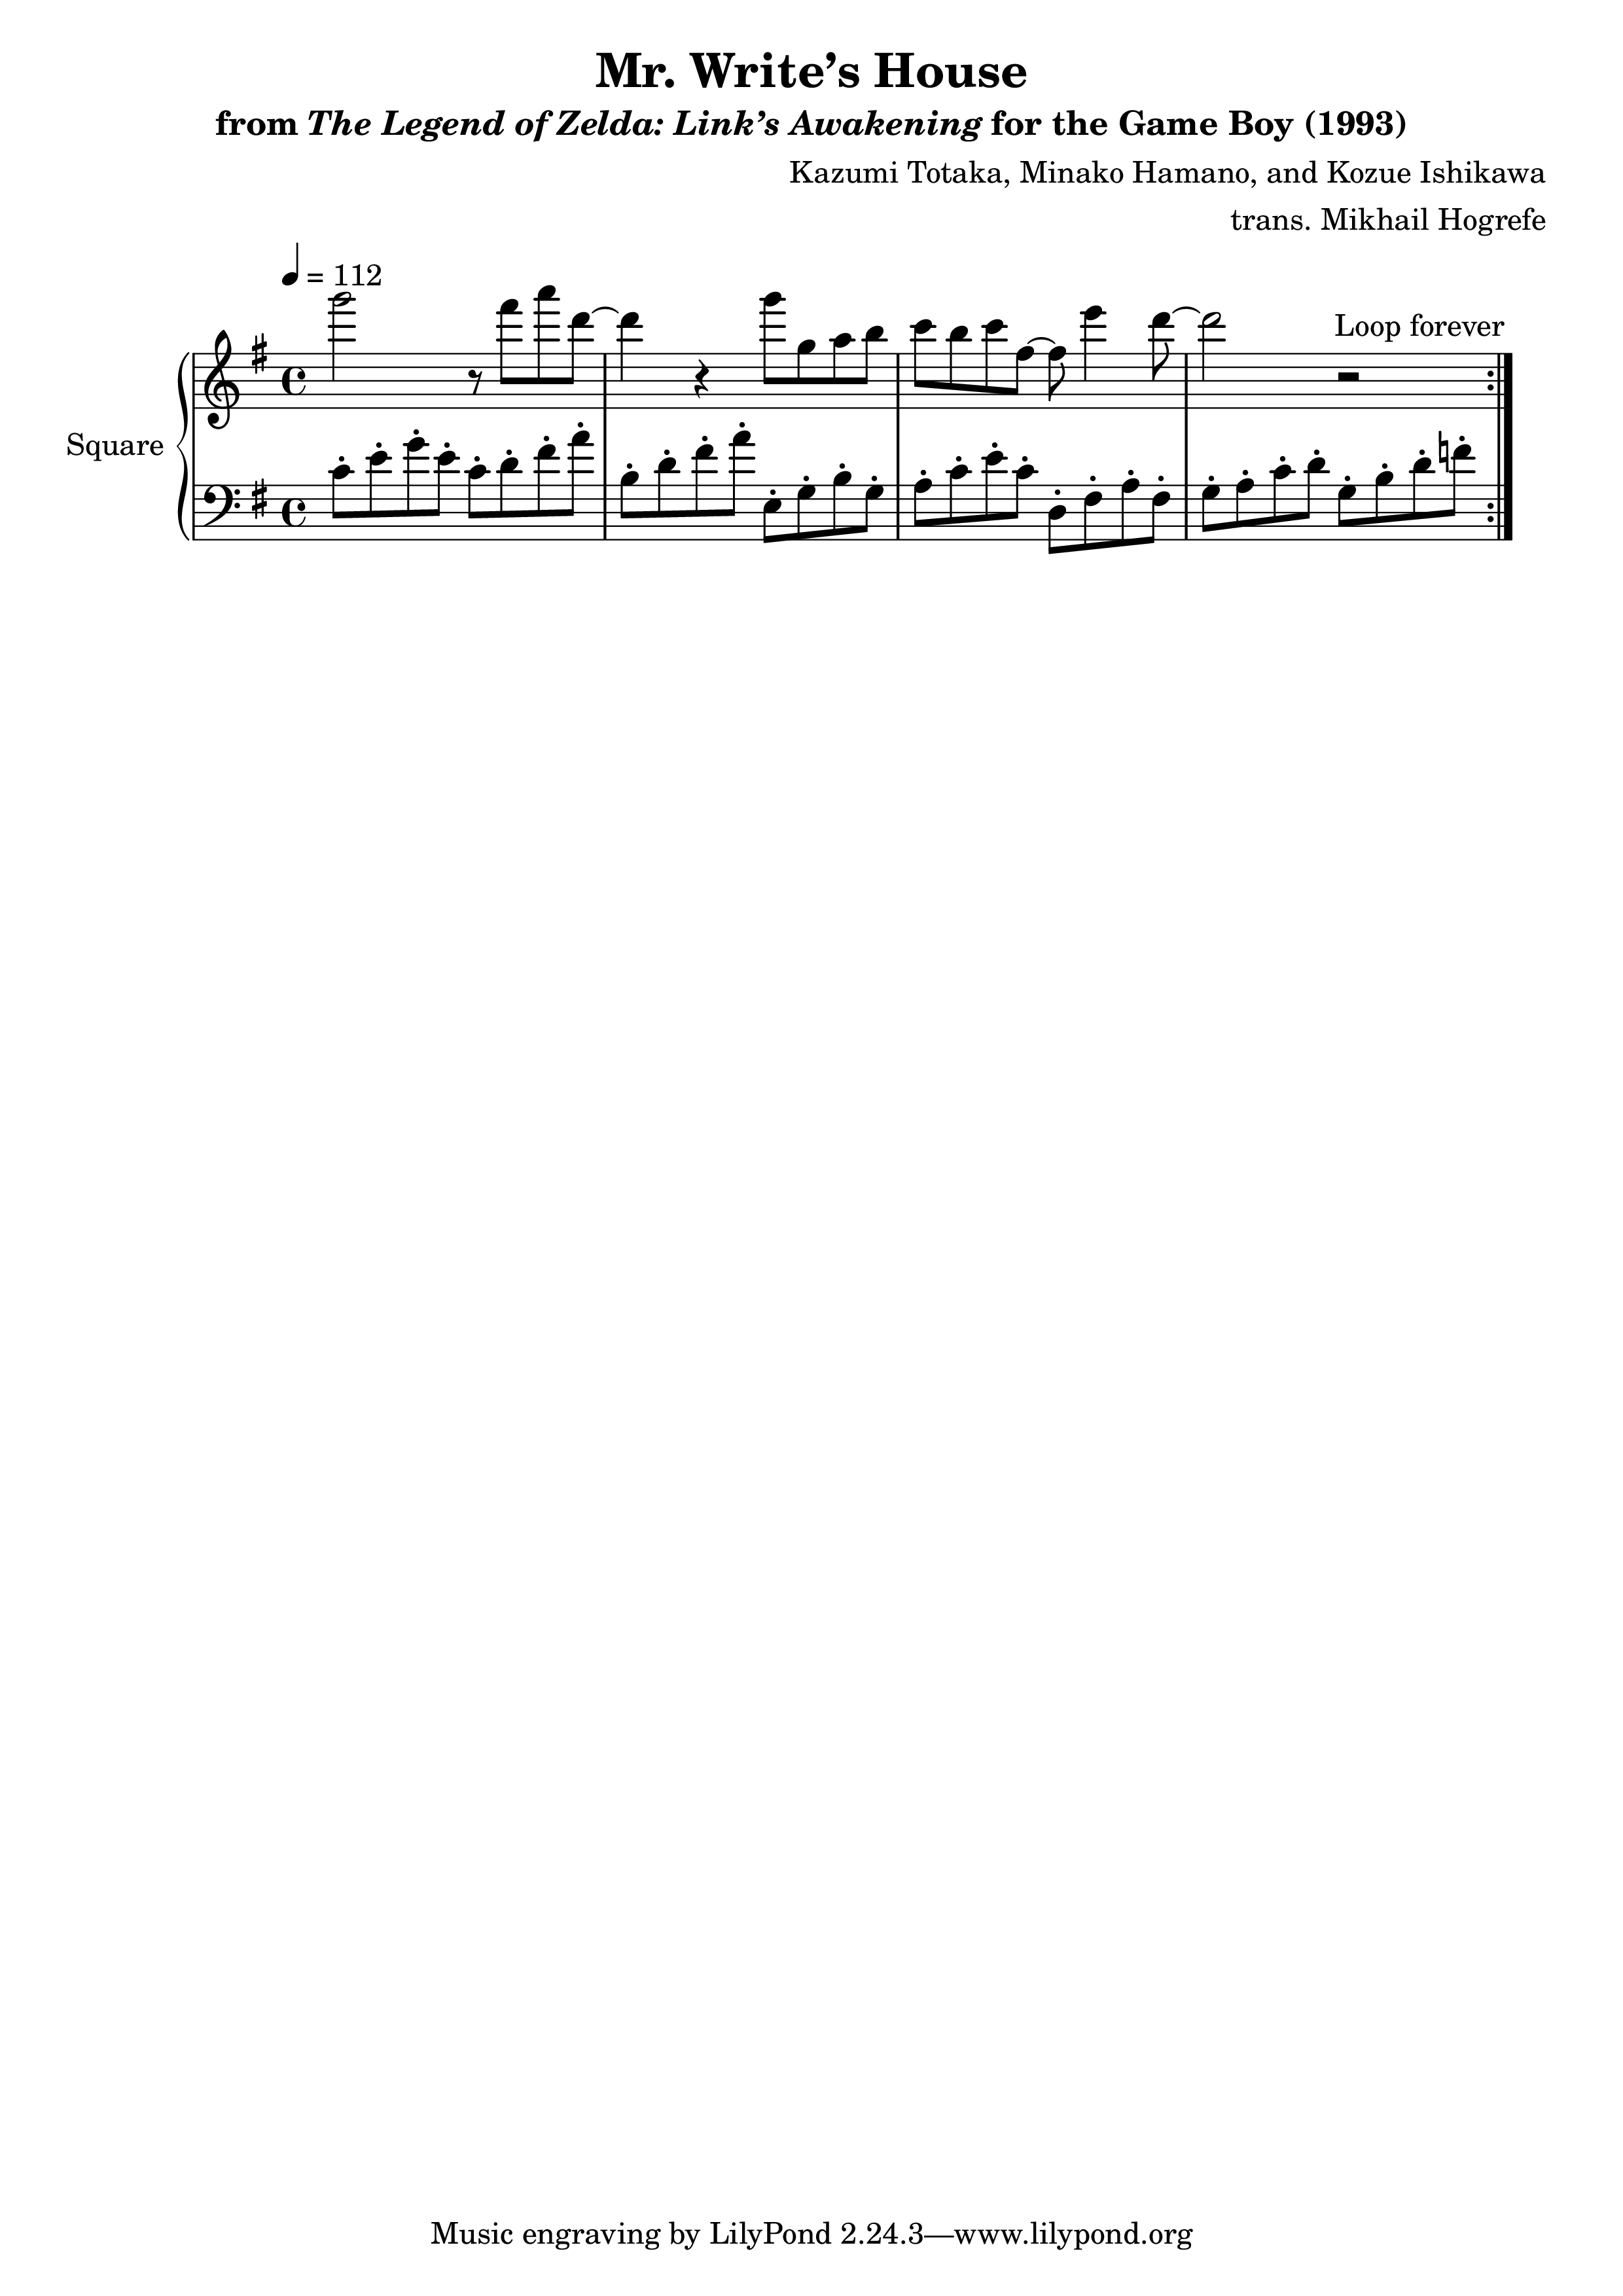 Mr. Write’s House
from The Legend of Zelda: Link’s Awakening for the Game Boy (1993)
Kazumi Totaka, Minako Hamano, and Kozue Ishikawa
trans. Mikhail Hogrefe
= 112
Loop forever
Square
Music engraving by LilyPond 2.24.3—www.lilypond.org